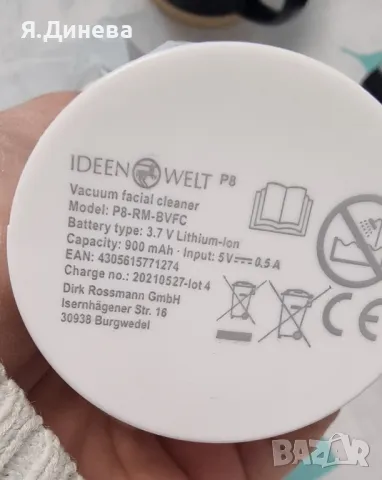 Я.Динева
IDEENWELT P8
Vacuum facial cleaner
Model: P8-RM-BVFC
Battery type: 3.7 V Lithium-ion
Capacity: 900 mAh · Input: 5V⎓0.5 A
EAN: 4305615771274
Charge no.: 20210527-lot 4
Dirk Rossmann GmbH
Isernhägener Str. 16
30938 Burgwedel
CE
BAZAR